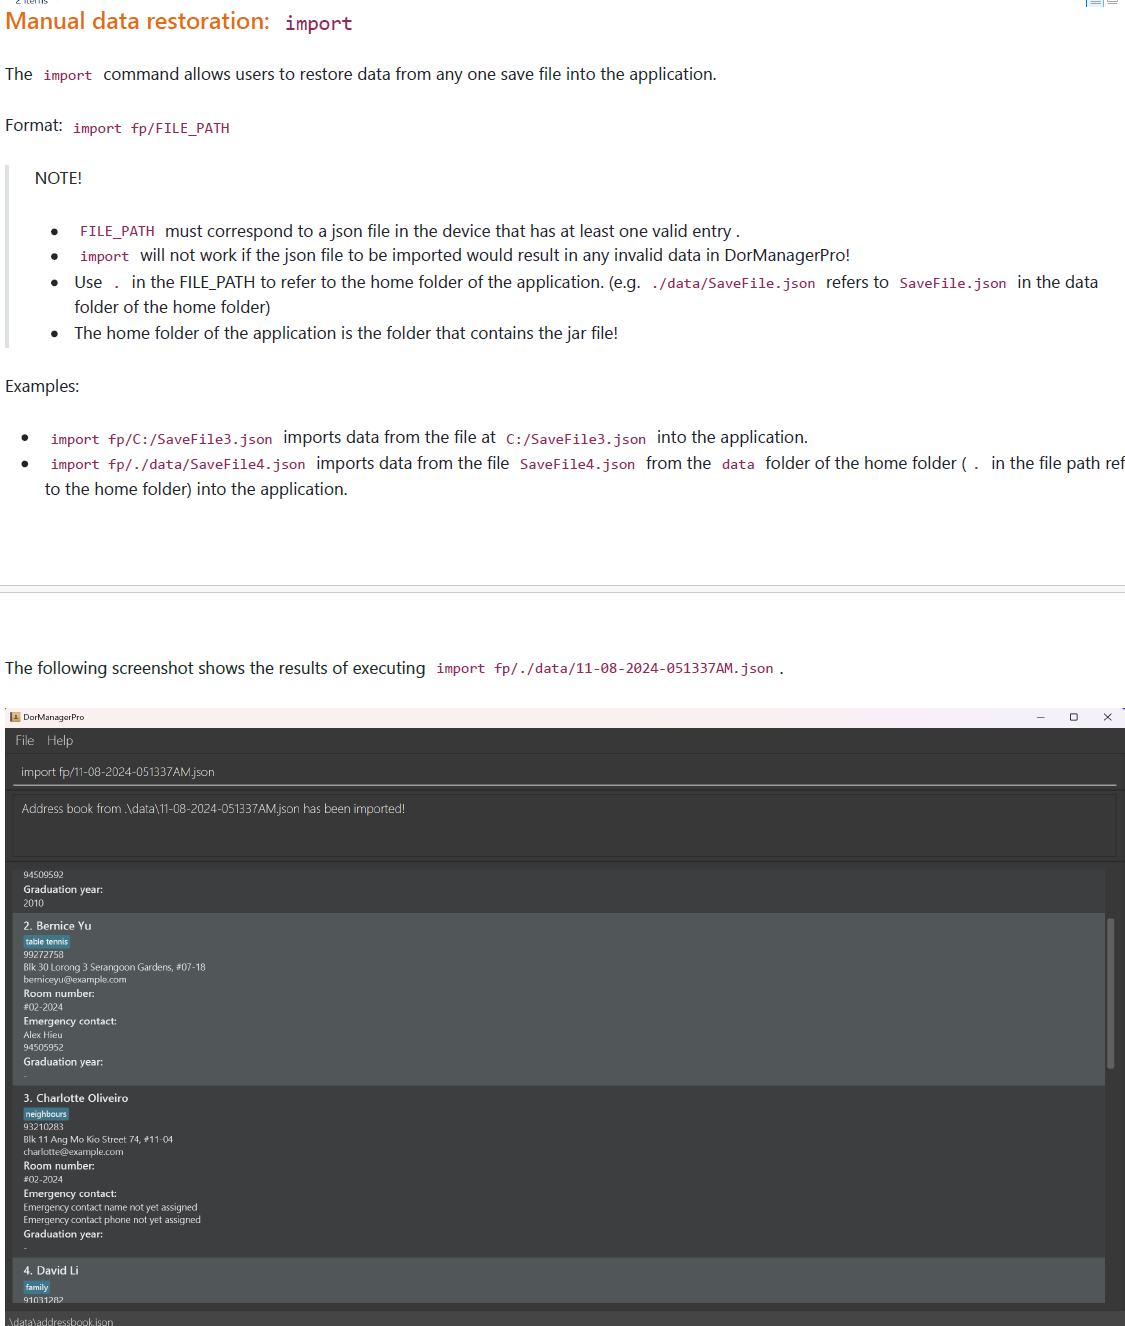 2 items
Manual data restoration: import
The import command allows users to restore data from any one save file into the application.
Format: import fp/FILE_PATH
NOTE!
• FILE_PATH must correspond to a json file in the device that has at least one valid entry .
• import will not work if the json file to be imported would result in any invalid data in DorManagerPro!
• Use . in the FILE_PATH to refer to the home folder of the application. (e.g. ./data/SaveFile.json refers to SaveFile.json in the data
folder of the home folder)
• The home folder of the application is the folder that contains the jar file!
Examples:
• import fp/C:/SaveFile3.json imports data from the file at C:/SaveFile3.json into the application.
• import fp/./data/SaveFile4.json imports data from the file SaveFile4.json from the data folder of the home folder ( . in the file path ref
to the home folder) into the application.
The following screenshot shows the results of executing import fp/./data/11-08-2024-051337AM.json .
DorManagerPro
File Help
import fp/11-08-2024-051337AM.json
Address book from .\data\11-08-2024-051337AM.json has been imported!
94509592
Graduation year:
2010
2. Bernice Yu
table tennis
99272758
Blk 30 Lorong 3 Serangoon Gardens, #07-18
berniceyu@example.com
Room number:
#02-2024
Emergency contact:
Alex Hieu
94505952
Graduation year:
-
3. Charlotte Oliveiro
neighbours
93210283
Blk 11 Ang Mo Kio Street 74, #11-04
charlotte@example.com
Room number:
#02-2024
Emergency contact:
Emergency contact name not yet assigned
Emergency contact phone not yet assigned
Graduation year:
-
4. David Li
family
91031282
.\data\addressbook.json